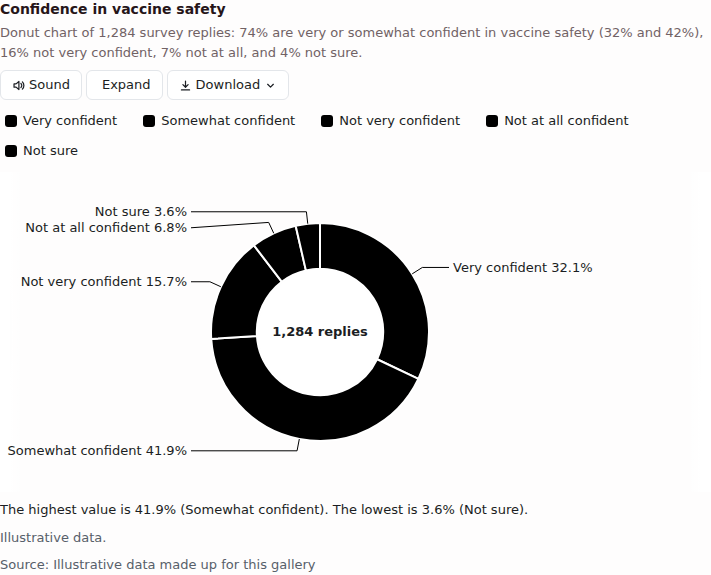 Confidence in vaccine safety
Donut chart of 1,284 survey replies: 74% are very or somewhat confident in vaccine safety (32% and 42%),
16% not very confident, 7% not at all, and 4% not sure.
Sound Expand Download
Very confident Somewhat confident Not very confident Not at all confident
Not sure
Not sure 3.6%
Not at all confident 6.8%
Very confident 32.1%
Not very confident 15.7%
1,284 replies
Somewhat confident 41.9%
The highest value is 41.9% (Somewhat confident). The lowest is 3.6% (Not sure).
Illustrative data.
Source: Illustrative data made up for this gallery